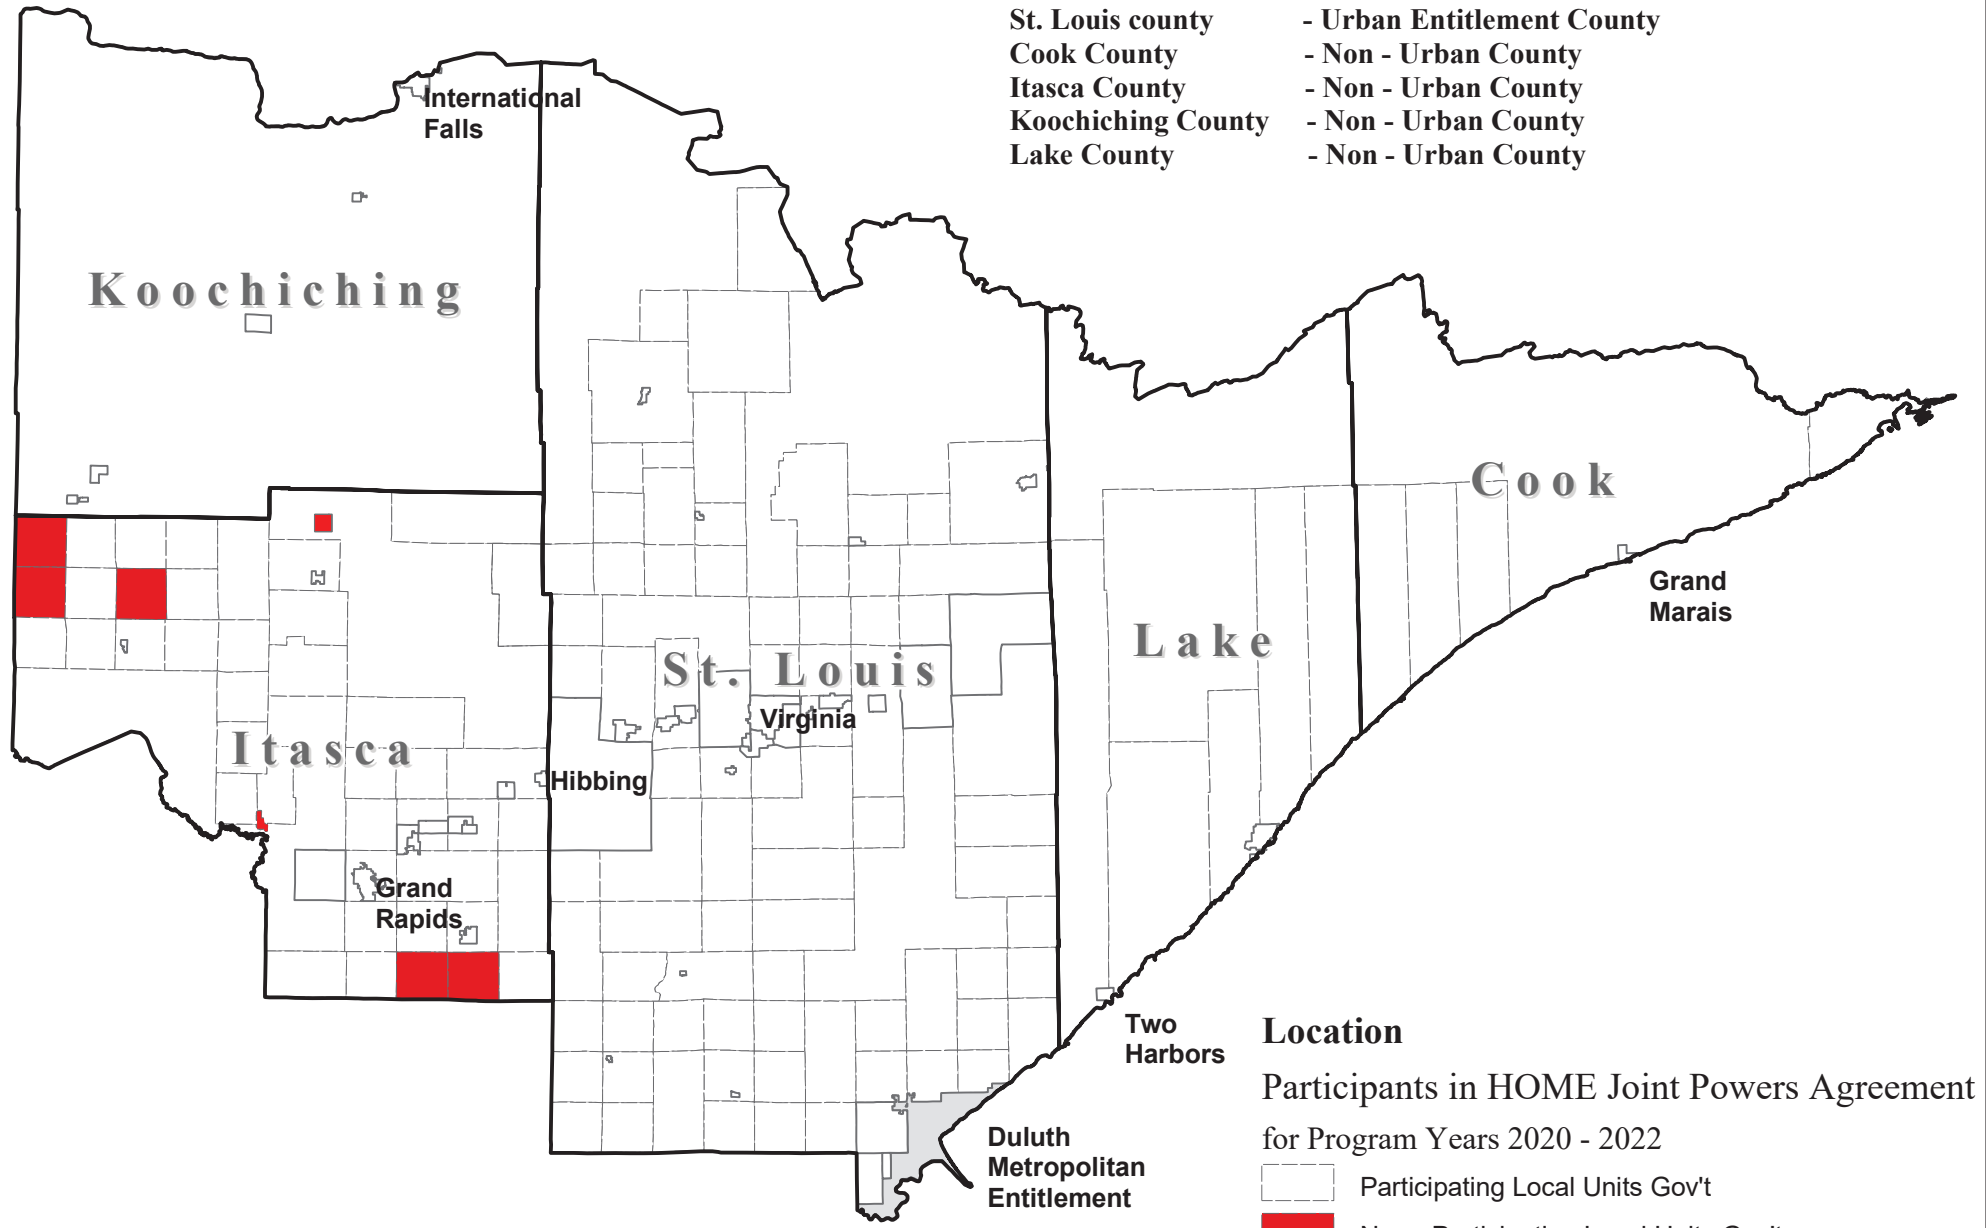 St. Louis county - Urban Entitlement County
Cook County - Non - Urban County
Itasca County - Non - Urban County
Koochiching County - Non - Urban County
Lake County - Non - Urban County
International
Falls
Koochiching
Cook
Grand
Marais
Lake
St. Louis
Virginia
Itasca
Hibbing
Grand
Rapids
Two
Harbors
Location
Participants in HOME Joint Powers Agreement
for Program Years 2020 - 2022
Duluth
Metropolitan
Entitlement
Participating Local Units Gov't